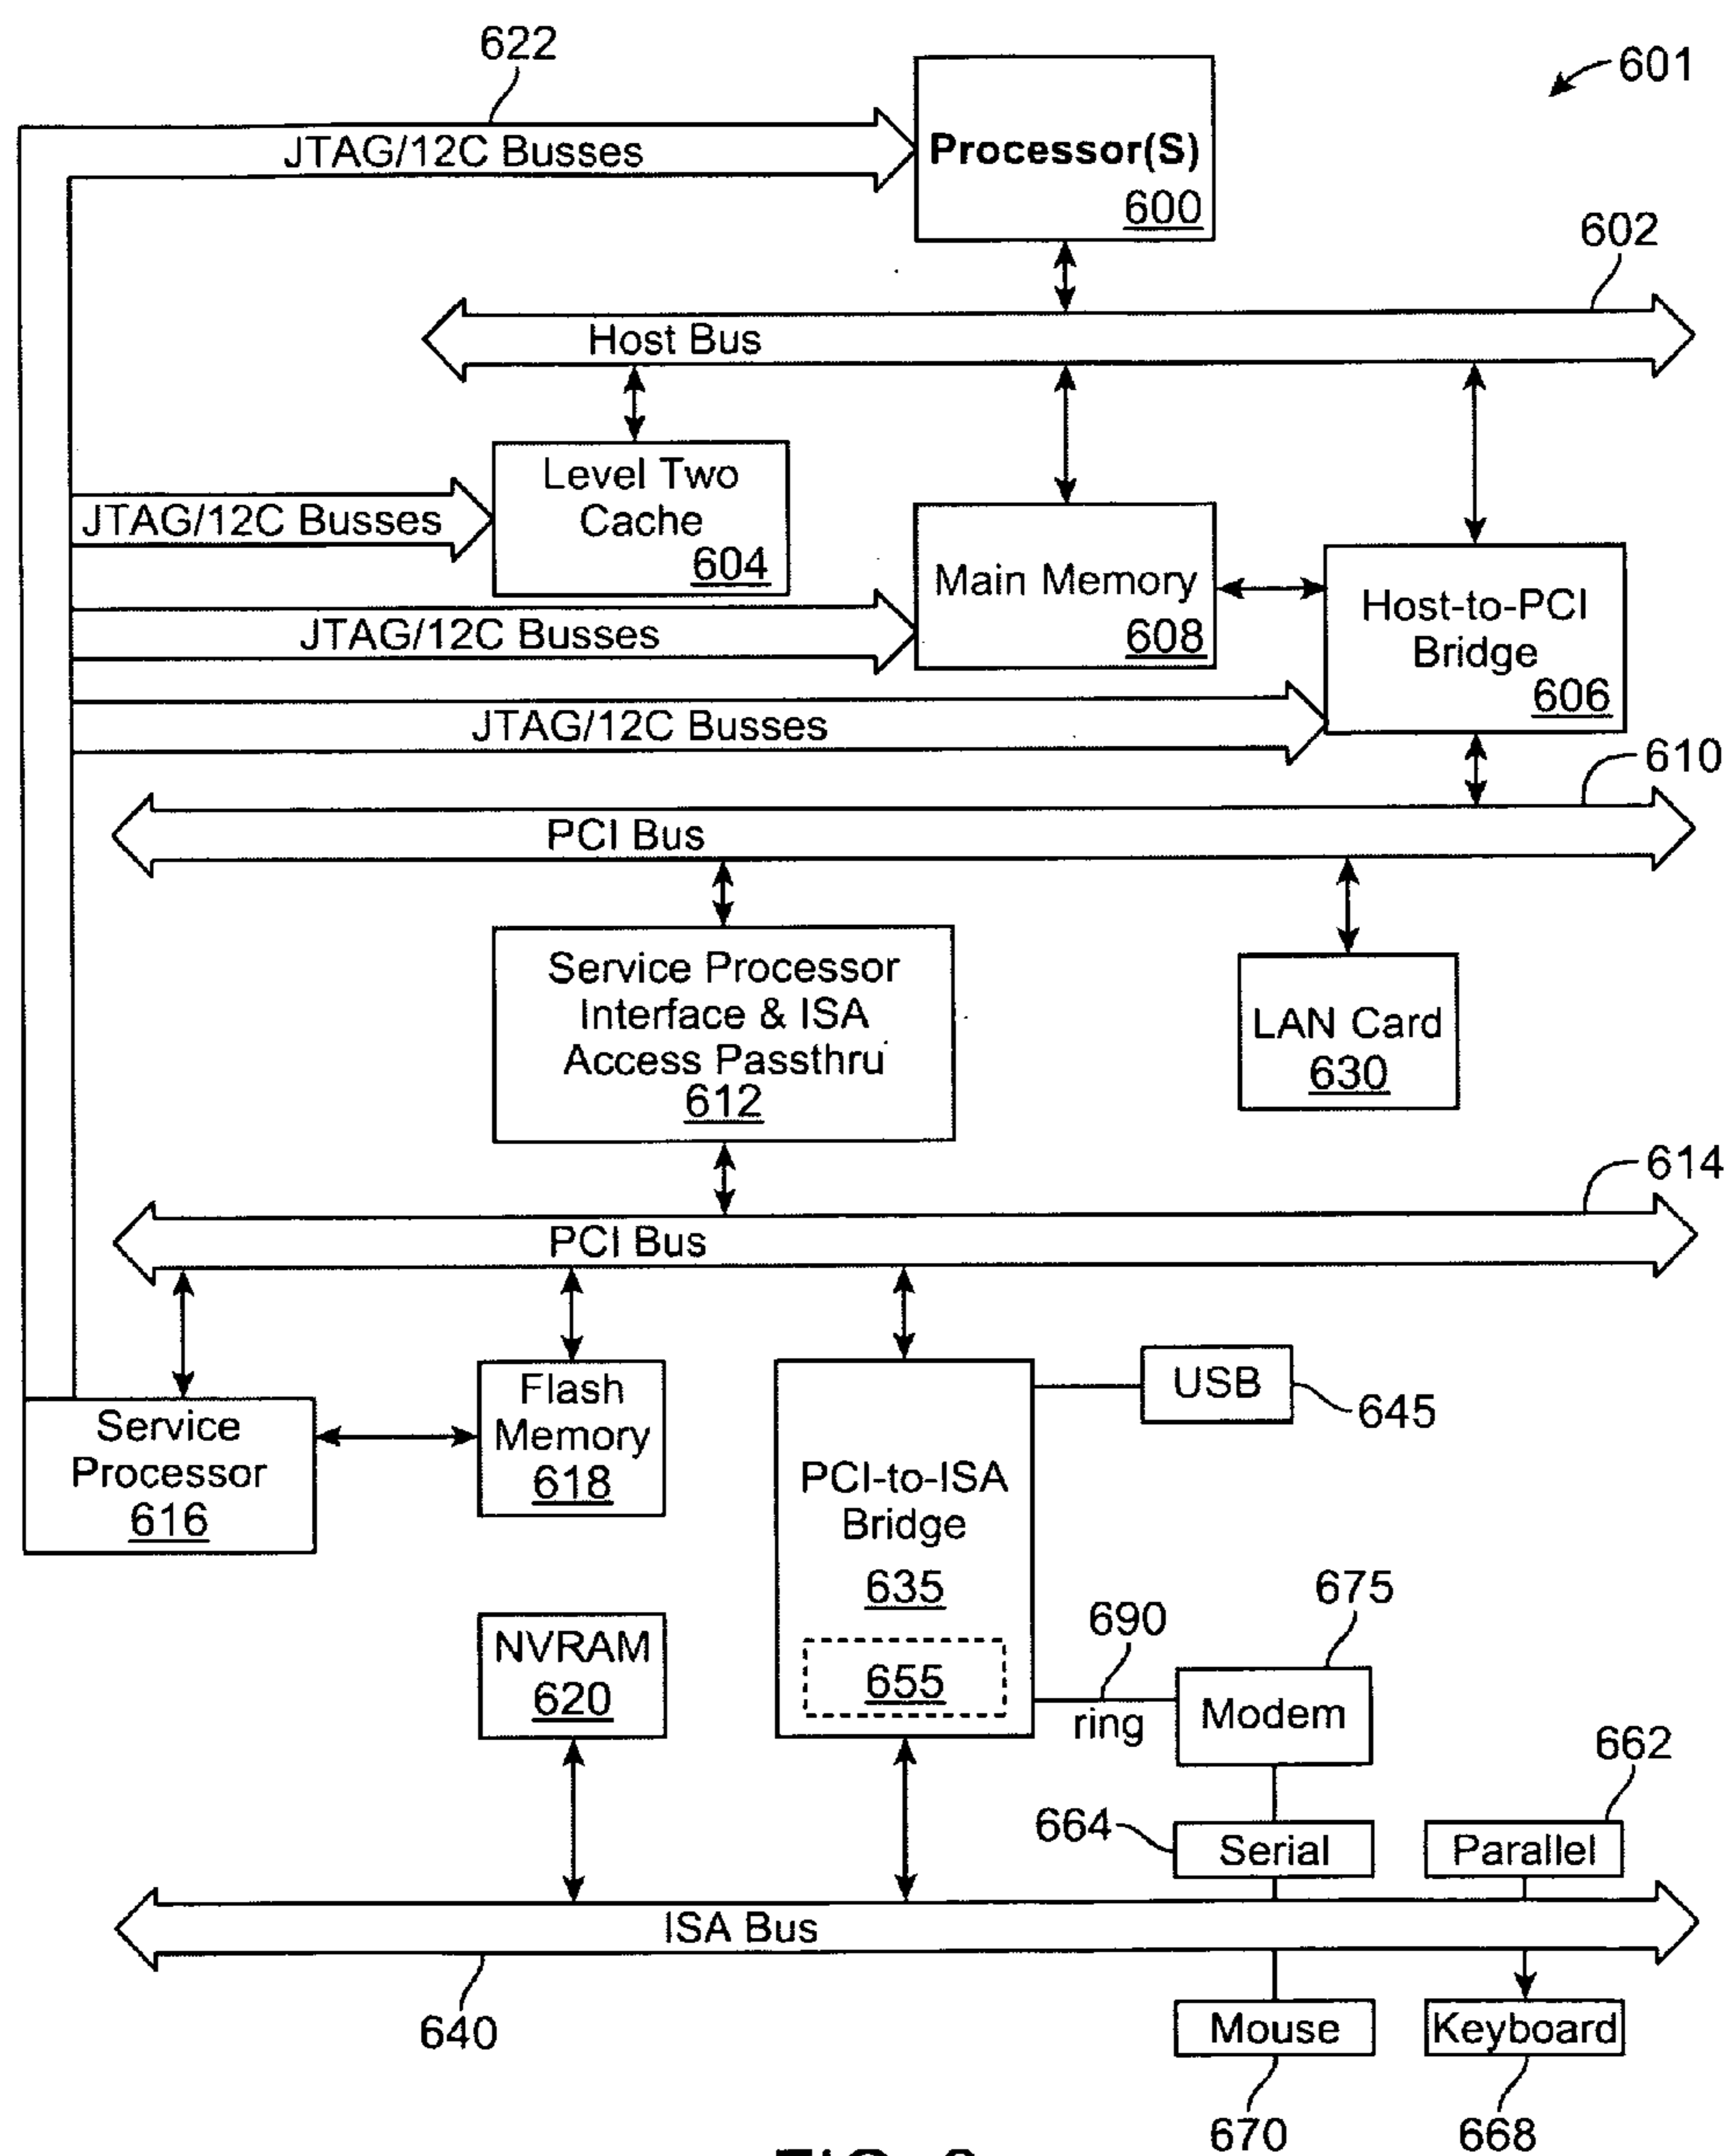 622
601
JTAG/12C Busses
Processor(S)
600
602
Host Bus
Level Two
Cache
604
JTAG/12C Busses
Main Memory
608
Host-to-PCI
Bridge
606
JTAG/12C Busses
JTAG/12C Busses
610
PCI Bus
Service Processor
Interface & ISA
Access Passthru
612
LAN Card
630
614
PCI Bus
Service
Processor
616
Flash
Memory
618
PCI-to-ISA
Bridge
635
655
USB
645
NVRAM
620
690
ring
675
Modem
664
Serial
662
Parallel
ISA Bus
640
Mouse
670
Keyboard
668